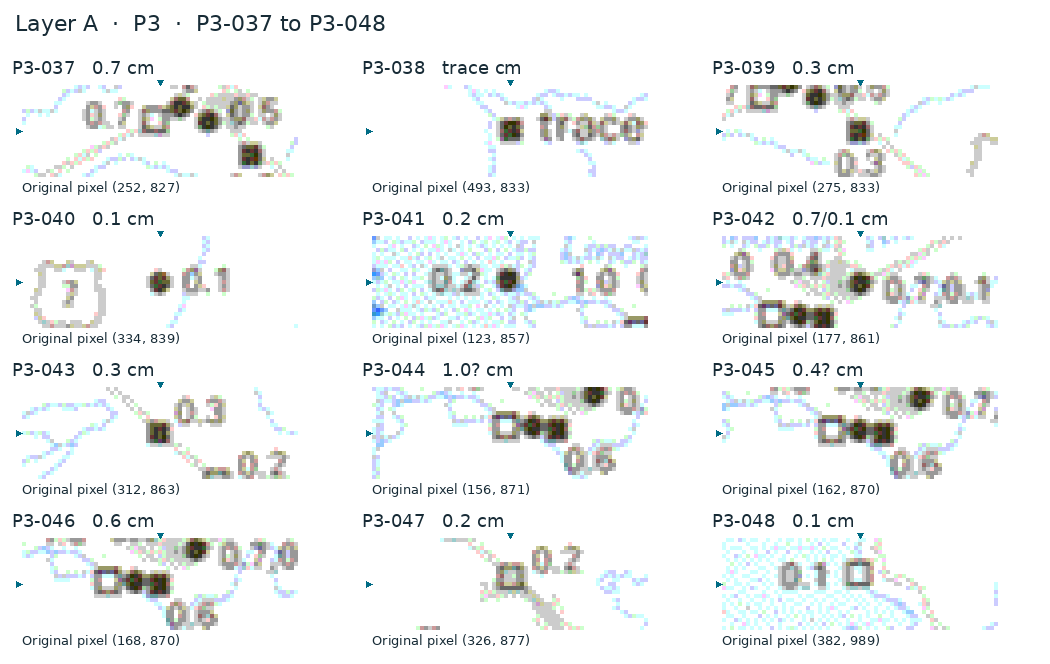 Layer A · P3 · P3-037 to P3-048
P3-037 0.7 cm
P3-038 trace cm
P3-039 0.3 cm
0.7
0.5
trace
0.3
Original pixel (252, 827)
Original pixel (493, 833)
Original pixel (275, 833)
P3-040 0.1 cm
P3-041 0.2 cm
P3-042 0.7/0.1 cm
0.1
0.2
1.0
0
0.4
0.7,0.1
Original pixel (334, 839)
Original pixel (123, 857)
Original pixel (177, 861)
P3-043 0.3 cm
P3-044 1.0? cm
P3-045 0.4? cm
0.3
0.2
0.6
0.7,
0.6
Original pixel (312, 863)
Original pixel (156, 871)
Original pixel (162, 870)
P3-046 0.6 cm
P3-047 0.2 cm
P3-048 0.1 cm
0.7,0
0.6
0.2
0.1
Original pixel (168, 870)
Original pixel (326, 877)
Original pixel (382, 989)